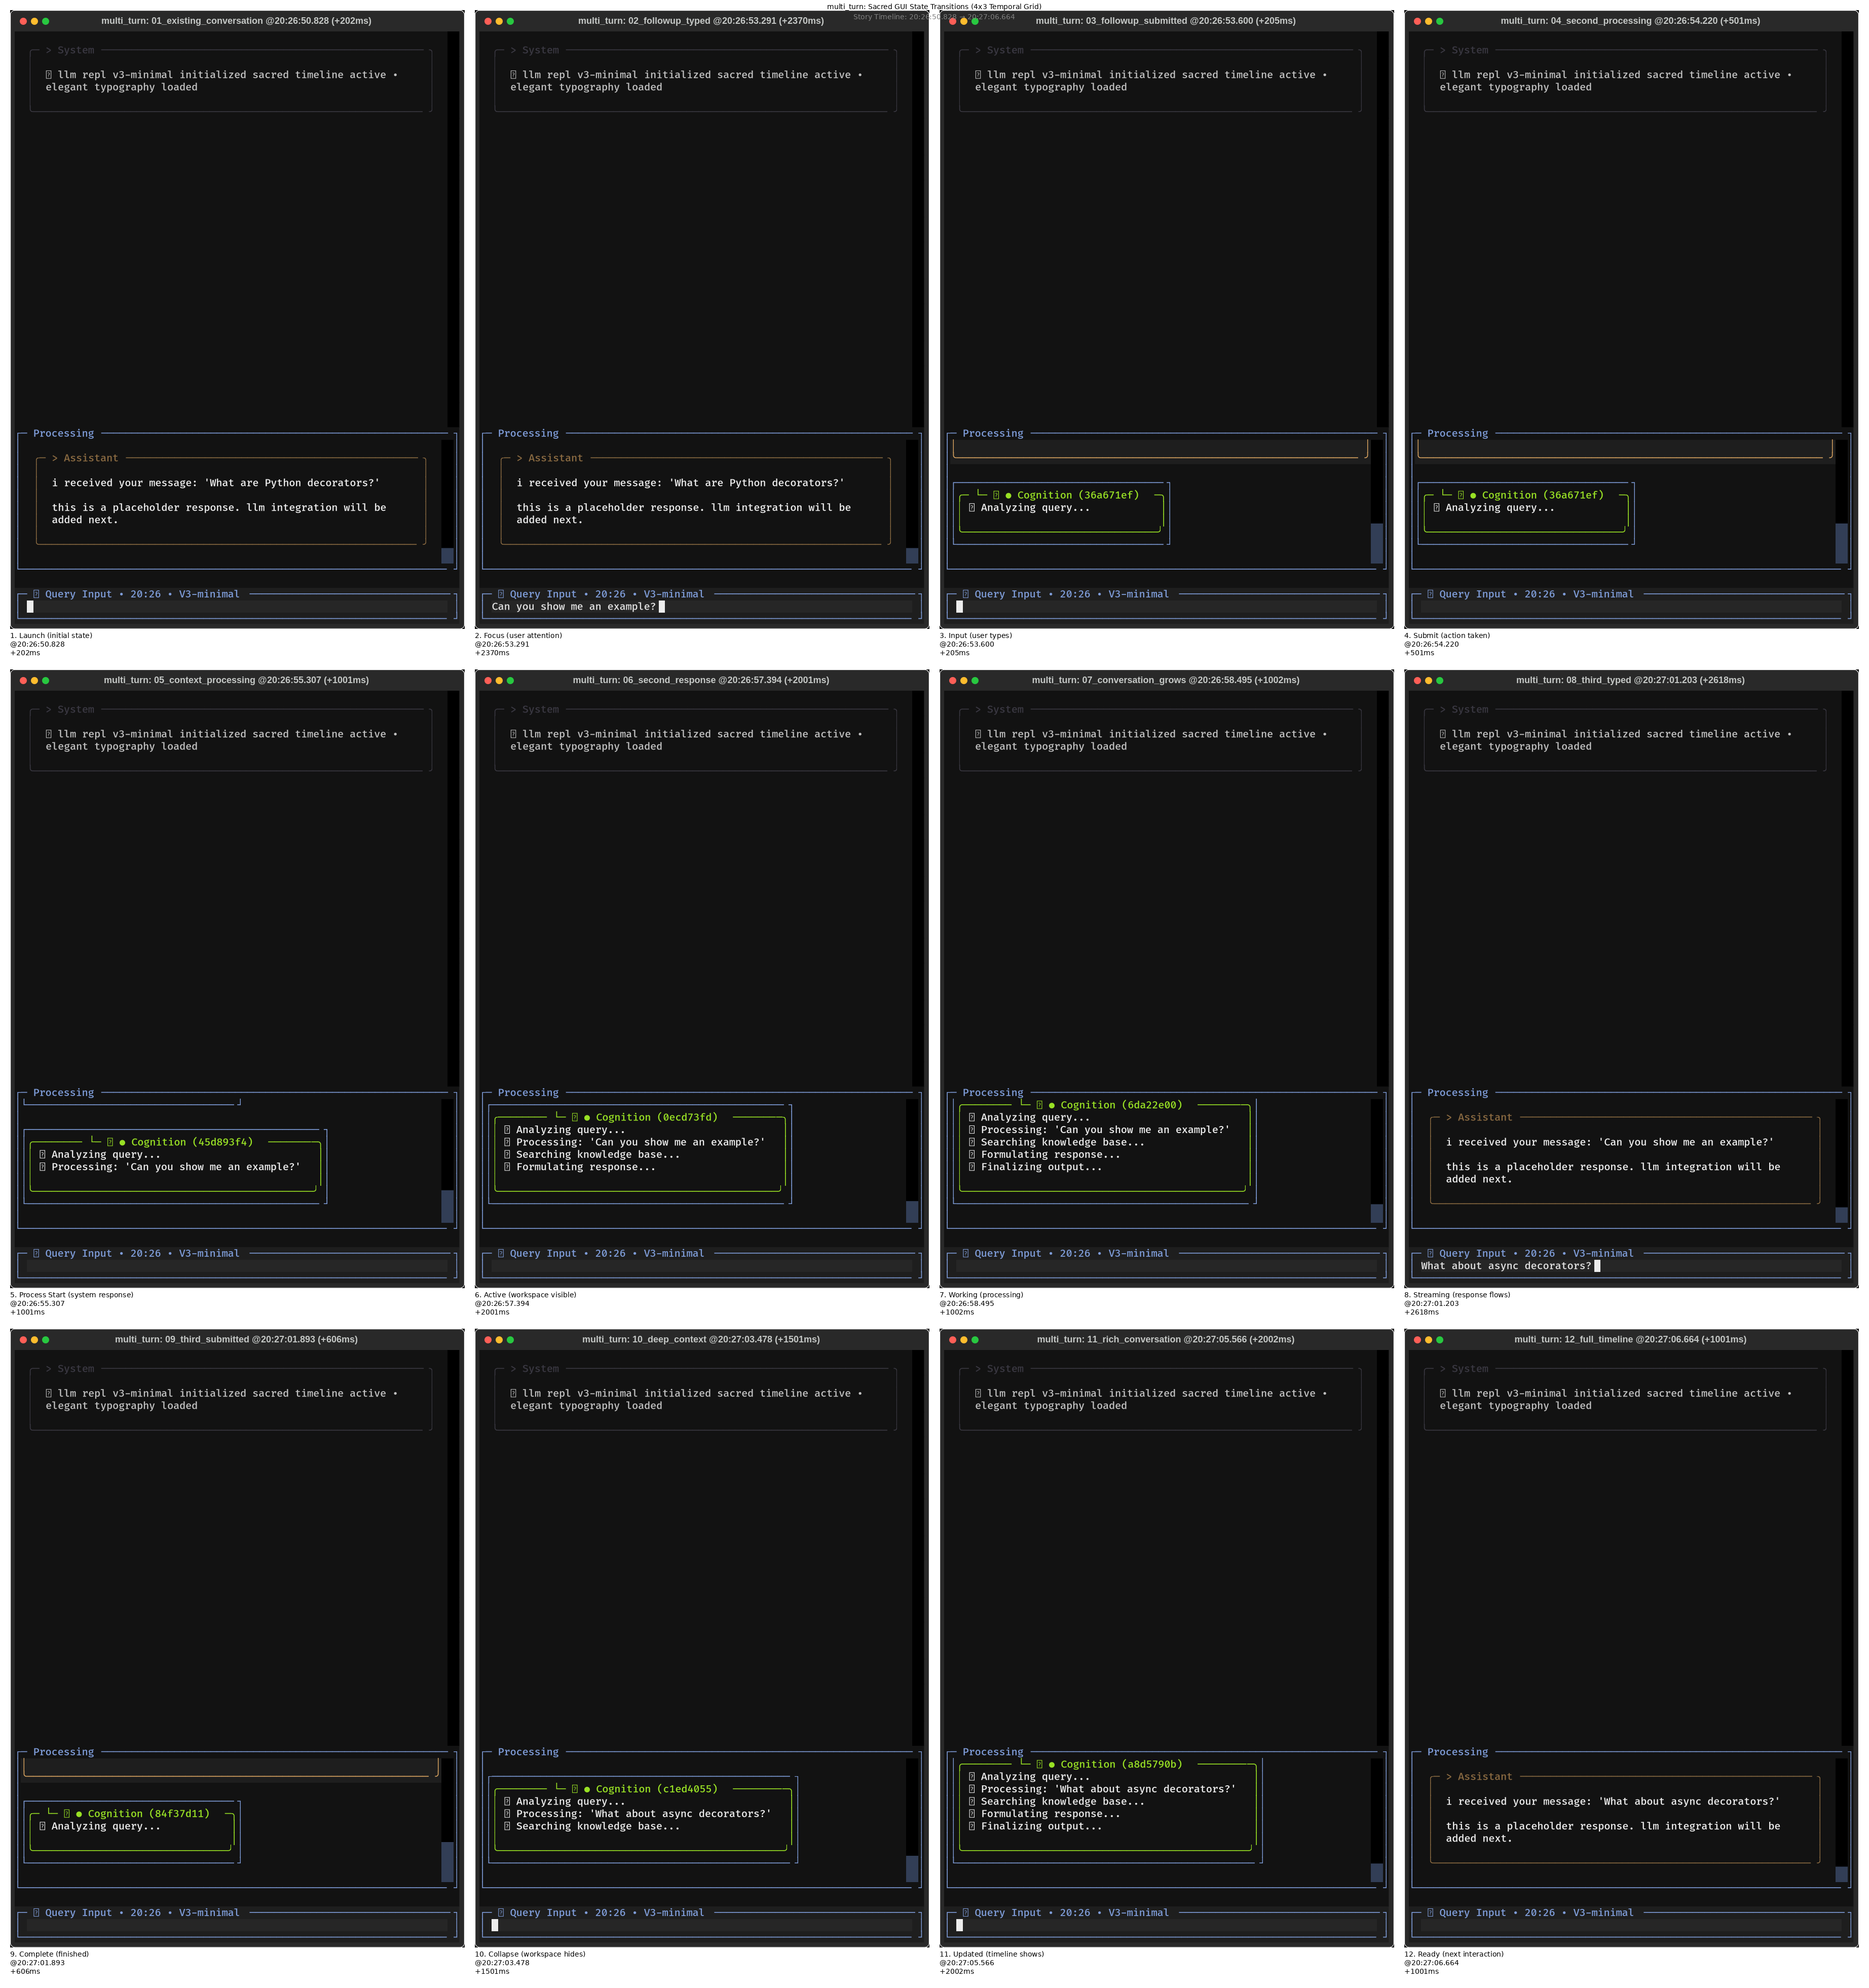 multi_turn: Sacred GUI State Transitions (4x3 Temporal Grid)
Story Timeline: 20:26:50.828 → 20:27:06.664
multi_turn: 01_existing_conversation @20:26:50.828 (+202ms)
> System
llm repl v3-minimal initialized sacred timeline active •
elegant typography loaded
Processing
> Assistant
i received your message: 'What are Python decorators?'
this is a placeholder response. llm integration will be
added next.
Query Input • 20:26 • V3-minimal
1. Launch (initial state)
@20:26:50.828
+202ms
multi_turn: 02_followup_typed @20:26:53.291 (+2370ms)
> System
llm repl v3-minimal initialized sacred timeline active •
elegant typography loaded
Processing
> Assistant
i received your message: 'What are Python decorators?'
this is a placeholder response. llm integration will be
added next.
Query Input • 20:26 • V3-minimal
Can you show me an example?
2. Focus (user attention)
@20:26:53.291
+2370ms
multi_turn: 03_followup_submitted @20:26:53.600 (+205ms)
> System
llm repl v3-minimal initialized sacred timeline active •
elegant typography loaded
Processing
● Cognition (36a671ef)
Analyzing query...
Query Input • 20:26 • V3-minimal
3. Input (user types)
@20:26:53.600
+205ms
multi_turn: 04_second_processing @20:26:54.220 (+501ms)
> System
llm repl v3-minimal initialized sacred timeline active •
elegant typography loaded
Processing
● Cognition (36a671ef)
Analyzing query...
Query Input • 20:26 • V3-minimal
4. Submit (action taken)
@20:26:54.220
+501ms
multi_turn: 05_context_processing @20:26:55.307 (+1001ms)
> System
llm repl v3-minimal initialized sacred timeline active •
elegant typography loaded
Processing
● Cognition (45d893f4)
Analyzing query...
Processing: 'Can you show me an example?'
Query Input • 20:26 • V3-minimal
5. Process Start (system response)
@20:26:55.307
+1001ms
multi_turn: 06_second_response @20:26:57.394 (+2001ms)
> System
llm repl v3-minimal initialized sacred timeline active •
elegant typography loaded
Processing
● Cognition (0ecd73fd)
Analyzing query...
Processing: 'Can you show me an example?'
Searching knowledge base...
Formulating response...
Query Input • 20:26 • V3-minimal
6. Active (workspace visible)
@20:26:57.394
+2001ms
multi_turn: 07_conversation_grows @20:26:58.495 (+1002ms)
> System
llm repl v3-minimal initialized sacred timeline active •
elegant typography loaded
Processing
● Cognition (6da22e00)
Analyzing query...
Processing: 'Can you show me an example?'
Searching knowledge base...
Formulating response...
Finalizing output...
Query Input • 20:26 • V3-minimal
7. Working (processing)
@20:26:58.495
+1002ms
multi_turn: 08_third_typed @20:27:01.203 (+2618ms)
> System
llm repl v3-minimal initialized sacred timeline active •
elegant typography loaded
Processing
> Assistant
i received your message: 'Can you show me an example?'
this is a placeholder response. llm integration will be
added next.
Query Input • 20:26 • V3-minimal
What about async decorators?
8. Streaming (response flows)
@20:27:01.203
+2618ms
multi_turn: 09_third_submitted @20:27:01.893 (+606ms)
> System
llm repl v3-minimal initialized sacred timeline active •
elegant typography loaded
Processing
● Cognition (84f37d11)
Analyzing query...
Query Input • 20:26 • V3-minimal
9. Complete (finished)
@20:27:01.893
+606ms
multi_turn: 10_deep_context @20:27:03.478 (+1501ms)
> System
llm repl v3-minimal initialized sacred timeline active •
elegant typography loaded
Processing
● Cognition (c1ed4055)
Analyzing query...
Processing: 'What about async decorators?'
Searching knowledge base...
Query Input • 20:26 • V3-minimal
10. Collapse (workspace hides)
@20:27:03.478
+1501ms
multi_turn: 11_rich_conversation @20:27:05.566 (+2002ms)
> System
llm repl v3-minimal initialized sacred timeline active •
elegant typography loaded
Processing
● Cognition (a8d5790b)
Analyzing query...
Processing: 'What about async decorators?'
Searching knowledge base...
Formulating response...
Finalizing output...
Query Input • 20:26 • V3-minimal
11. Updated (timeline shows)
@20:27:05.566
+2002ms
multi_turn: 12_full_timeline @20:27:06.664 (+1001ms)
> System
llm repl v3-minimal initialized sacred timeline active •
elegant typography loaded
Processing
> Assistant
i received your message: 'What about async decorators?'
this is a placeholder response. llm integration will be
added next.
Query Input • 20:26 • V3-minimal
12. Ready (next interaction)
@20:27:06.664
+1001ms